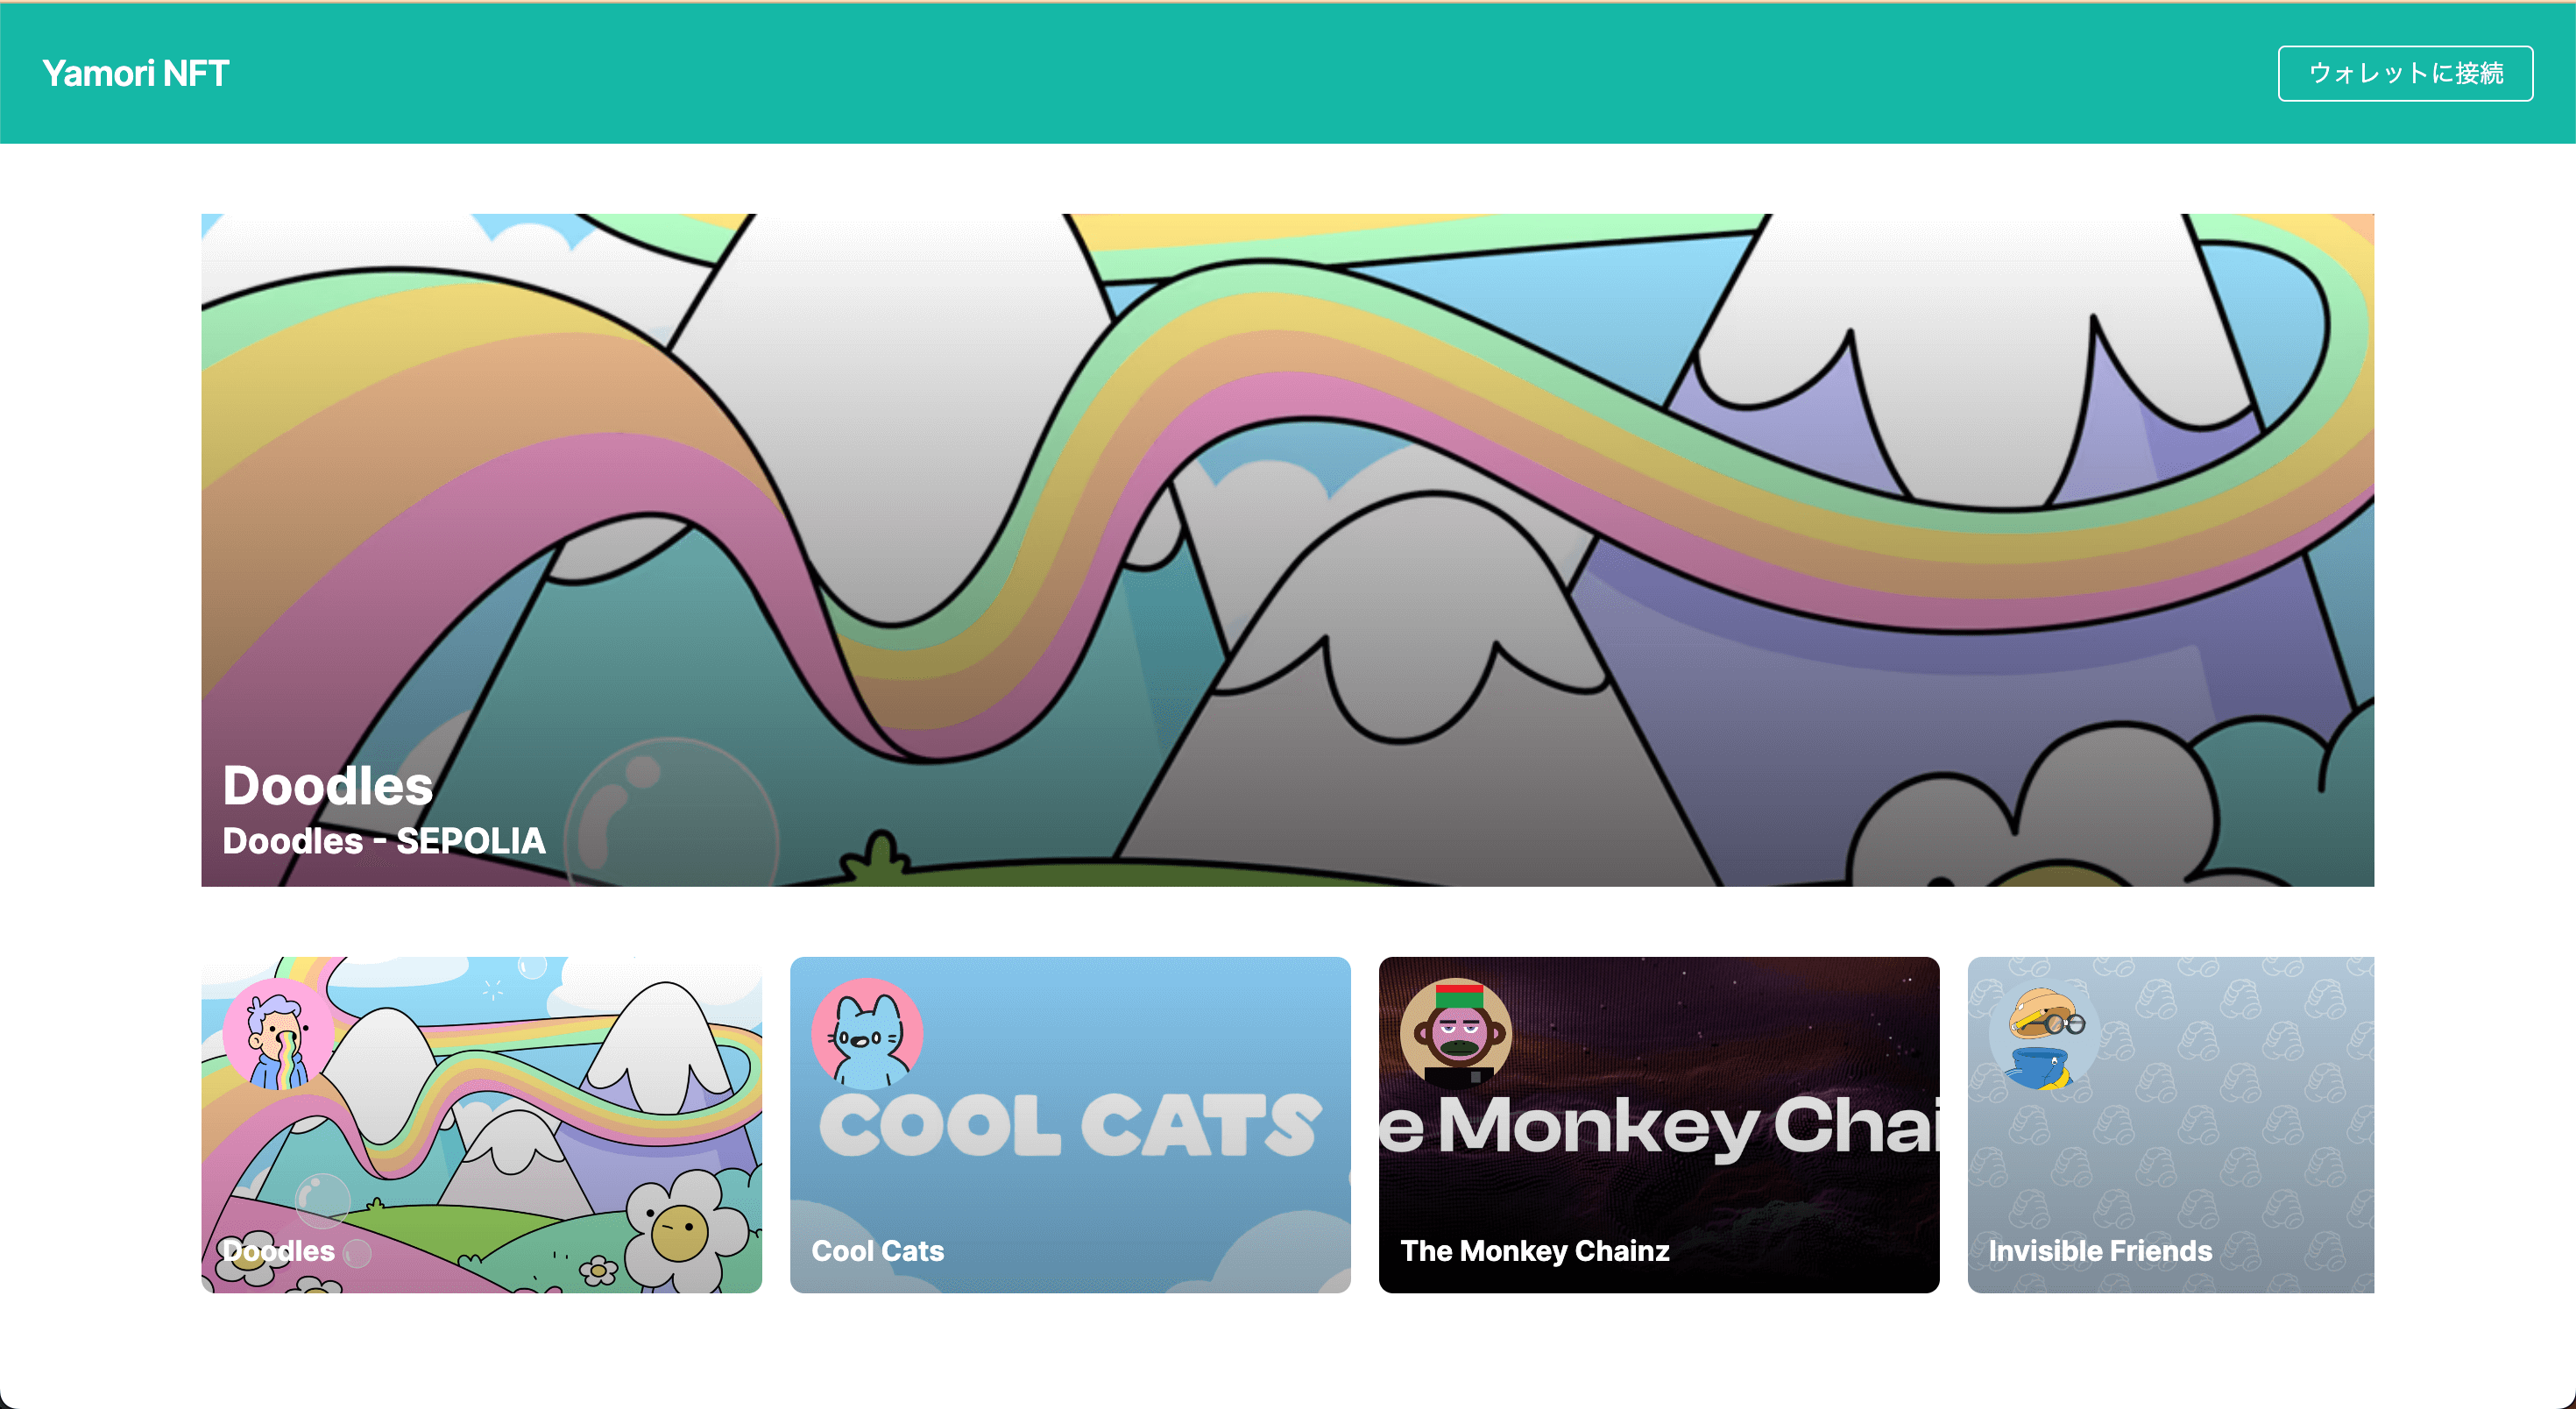 Yamori NFT
ウォレットに接続
Doodles
Doodles - SEPOLIA
Doodles
COOL CATS
Cool Cats
e Monkey Chai
The Monkey Chainz
Invisible Friends